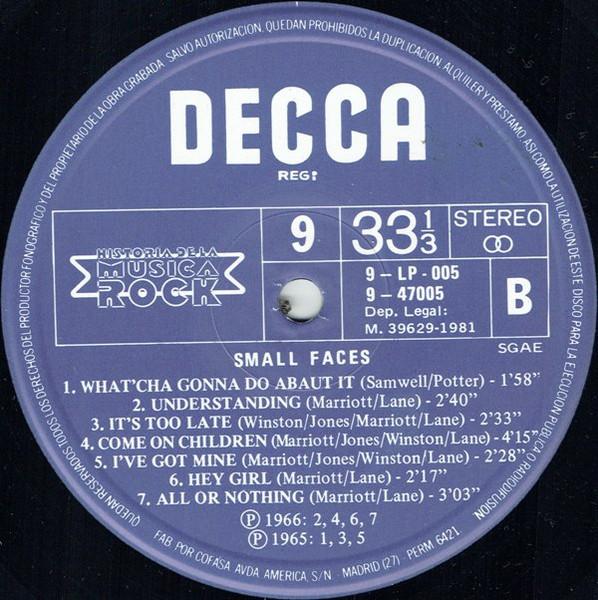 QUEDAN RESERVADOS TODOS LOS DERECHOS DEL PRODUCTOR FONOGRAFICO Y DEL PROPIETARIO DE LA OBRA GRABADA. SALVO AUTORIZACION, QUEDAN PROHIBIDOS LA DUPLICACION, ALQUILER Y PRESTAMO, ASI COMO LA UTILIZACION DE ESTE DISCO PARA LA EJECUCION PUBLICA O RADIODIFUSION
DECCA
REG:
HISTORIA DE LA
MUSICA
ROCK
9
33 1/3
STEREO
9-LP-005
9-47005
Dep. Legal:
M. 39629-1981
B
SGAE
SMALL FACES
1. WHAT'CHA GONNA DO ABAUT IT (Samwell/Potter) - 1'58"
2. UNDERSTANDING (Marriott/Lane) - 2'40"
3. IT'S TOO LATE (Winston/Jones/Marriott/Lane) - 2'33"
4. COME ON CHILDREN (Marriott/Jones/Winston/Lane) - 4'15"
5. I'VE GOT MINE (Marriott/Jones/Winston/Lane) - 2'28"
6. HEY GIRL (Marriott/Lane) - 2'17"
7. ALL OR NOTHING (Marriott/Lane) - 3'03"
Ⓟ 1966: 2, 4, 6, 7
Ⓟ 1965: 1, 3, 5
FAB. POR COFASA, AVDA. AMERICA, S/N - MADRID (27) - PERM 6421